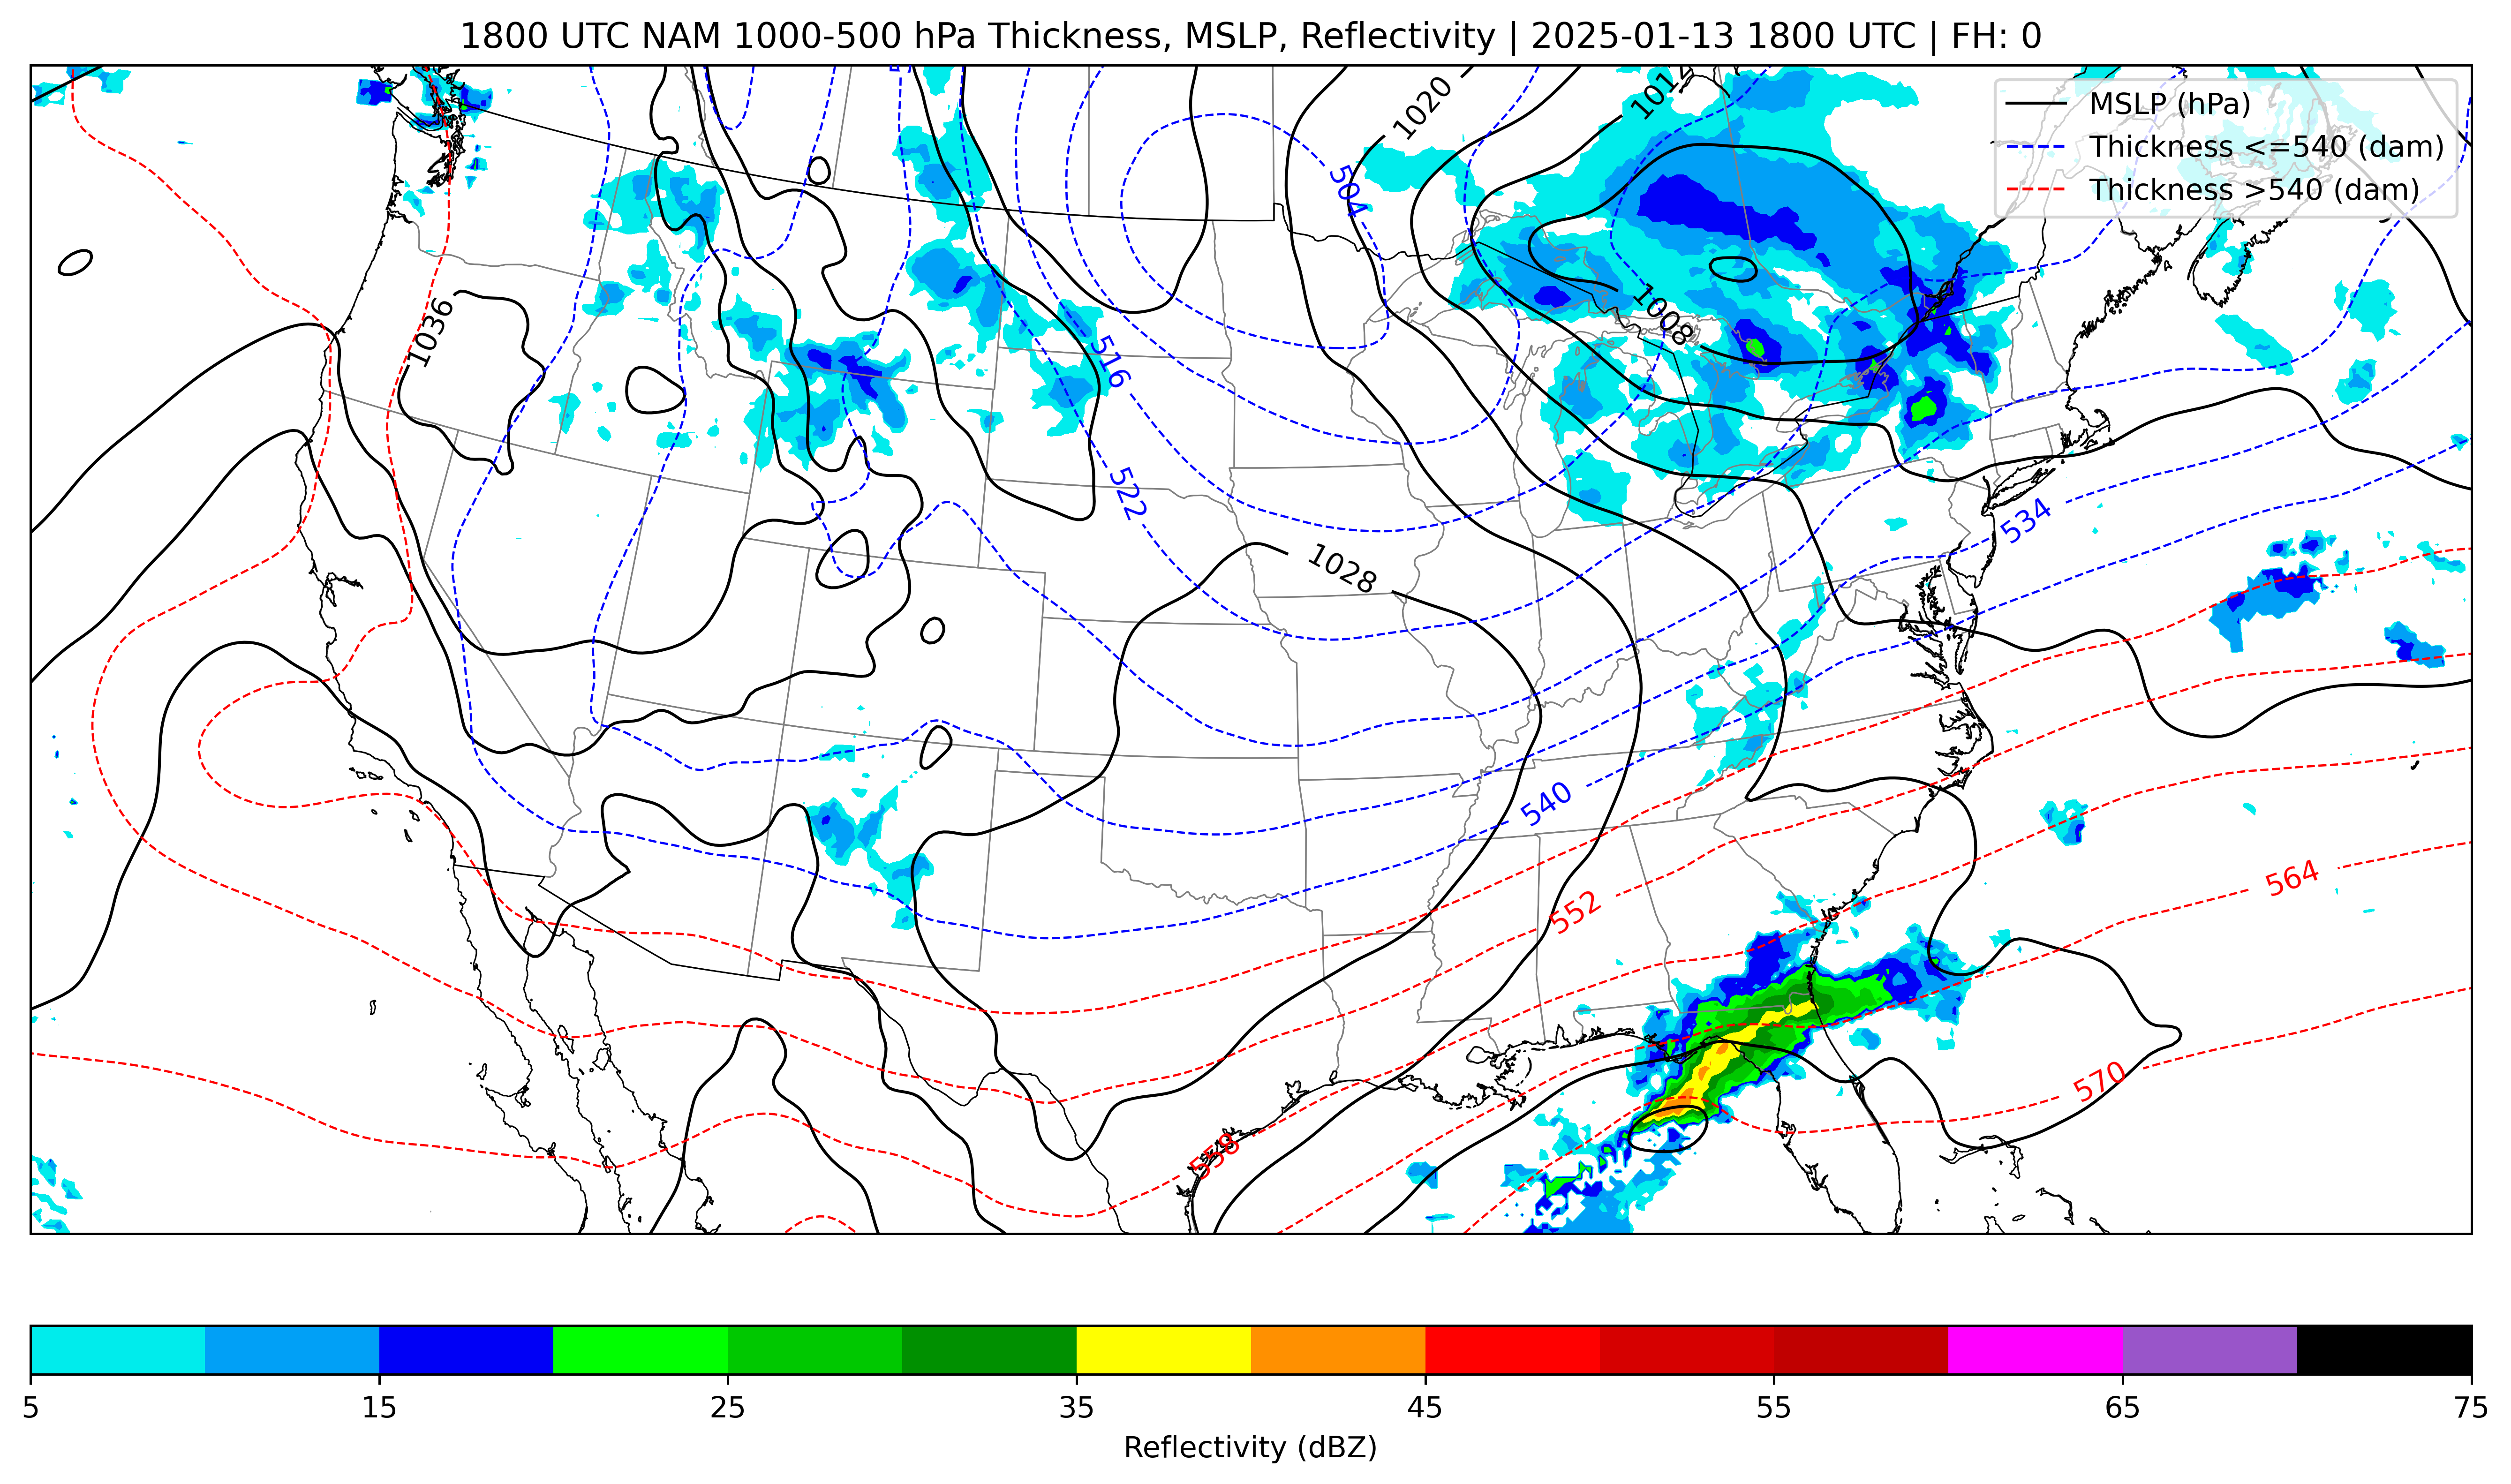 1800 UTC NAM 1000-500 hPa Thickness, MSLP, Reflectivity | 2025-01-13 1800 UTC | FH: 0
MSLP (hPa)
Thickness <=540 (dam)
Thickness >540 (dam)
1020
504
1036
1008
516
522
534
1028
540
552
564
570
558
5 15 25 35 45 55 65 75
Reflectivity (dBZ)